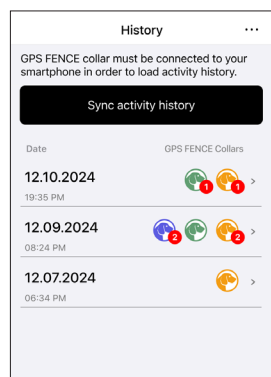 History ...
GPS FENCE collar must be connected to your
smartphone in order to load activity history.
Sync activity history
Date GPS FENCE Collars
12.10.2024 1 1
19:35 PM
12.09.2024 2 2
08:24 PM
12.07.2024
06:34 PM